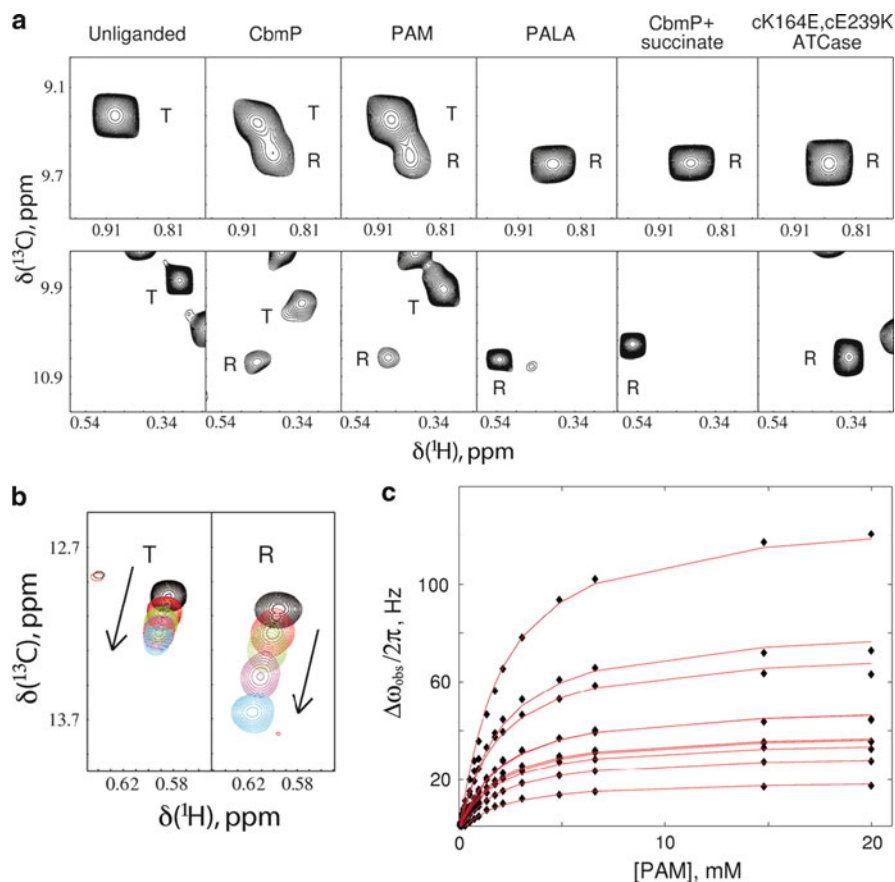 a
Unliganded CbmP PAM PALA CbmP+ succinate cK164E,cE239K ATCase
9.1
9.7
T T R T R R R R
0.91 0.81 0.91 0.81 0.91 0.81 0.91 0.81 0.91 0.81 0.91 0.81
δ(¹³C), ppm
9.9
10.9
T T R T R R R R
0.54 0.34 0.34 0.54 0.34 0.54 0.34 0.54 0.34 0.54 0.34
δ(¹H), ppm
b
12.7
13.7
T R
δ(¹³C), ppm
0.62 0.58 0.62 0.58
δ(¹H), ppm
c
100
60
20
Δω_obs/2π, Hz
0 10 20
[PAM], mM